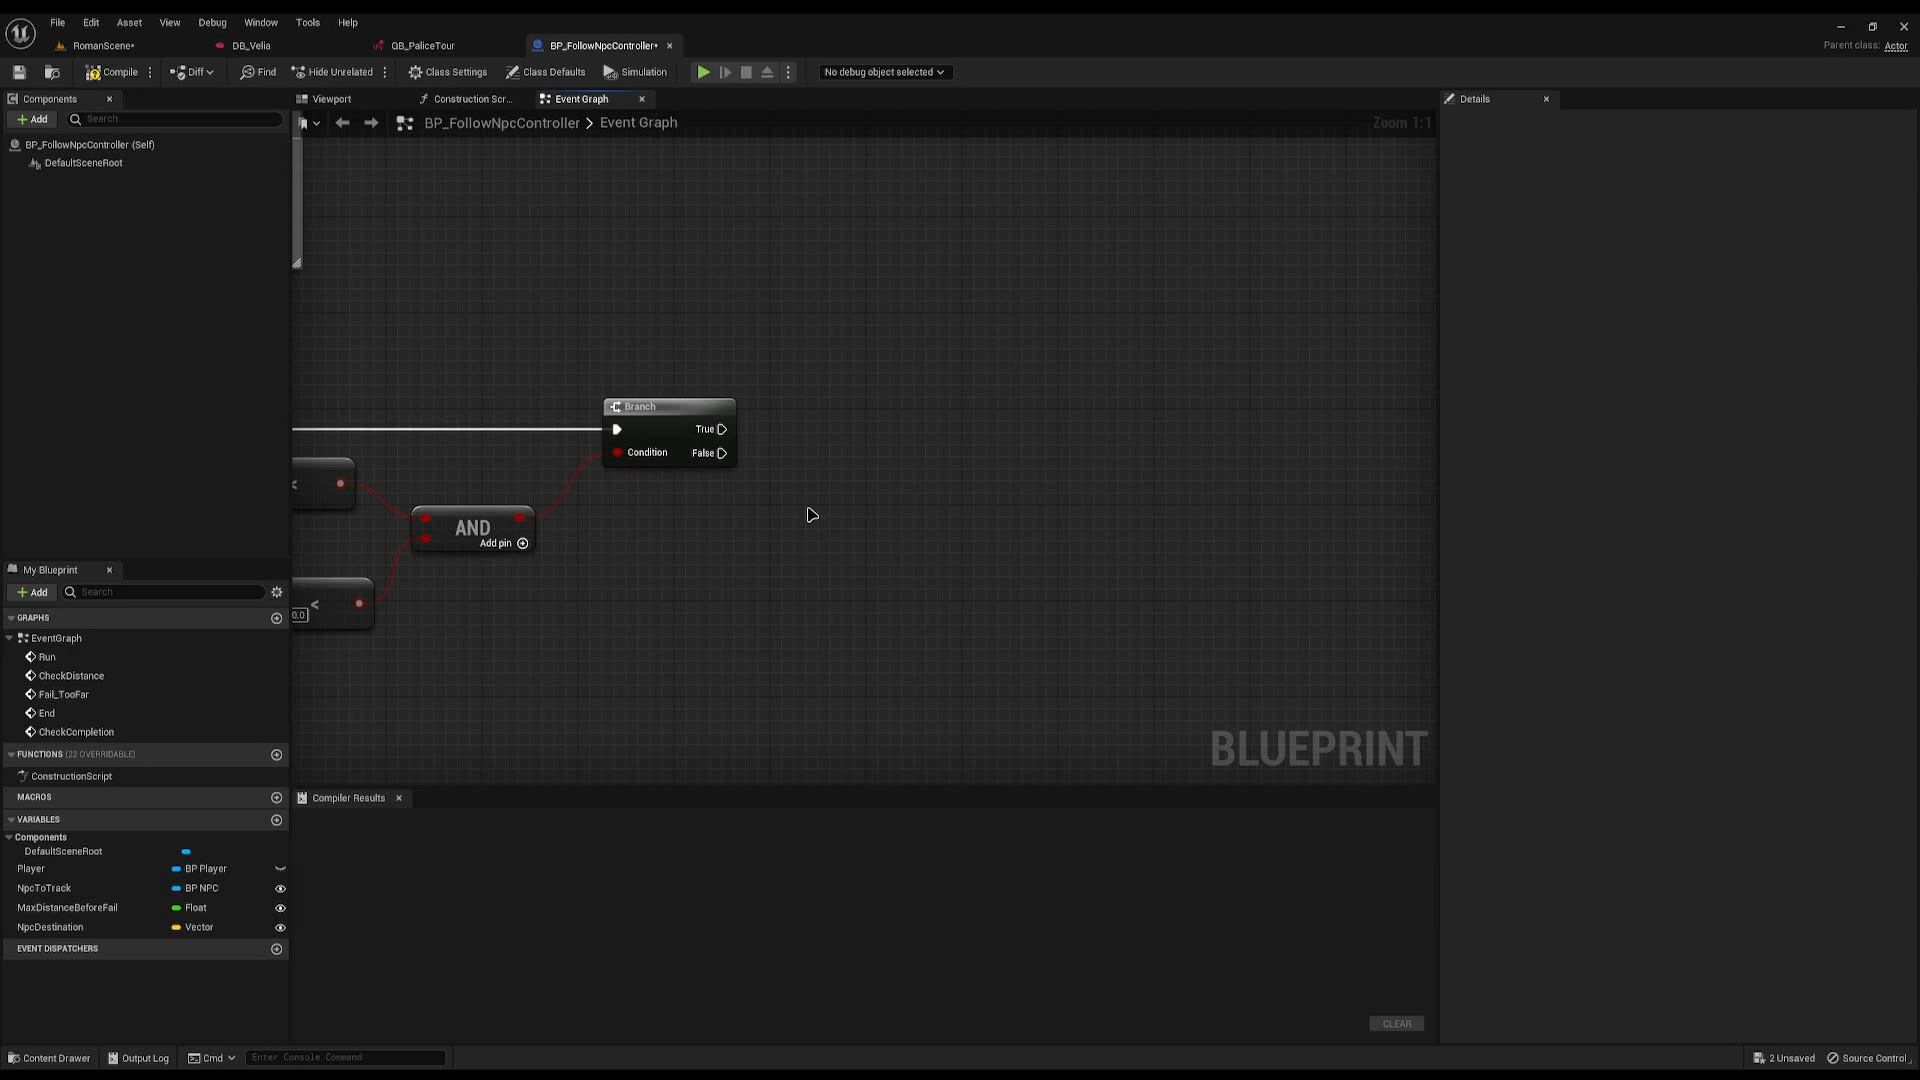 File Edit Asset View Debug Window Tools Help
RomanScene* DB_Velia QB_PaliceTour BP_FollowNpcController*
Parent class: Actor
Compile Diff Find Hide Unrelated Class Settings Class Defaults Simulation No debug object selected
Components Viewport Construction Scr... Event Graph Details
Add Search
BP_FollowNpcController > Event Graph Zoom 1:1
BP_FollowNpcController (Self)
DefaultSceneRoot
Branch
True
Condition False
<
AND
Add pin
<
0.0
My Blueprint
Add Search
GRAPHS
EventGraph
Run
CheckDistance
Fail_TooFar
End
CheckCompletion
FUNCTIONS (22 OVERRIDABLE)
ConstructionScript
MACROS
VARIABLES
Components
DefaultSceneRoot
Player BP Player
NpcToTrack BP NPC
MaxDistanceBeforeFail Float
NpcDestination Vector
EVENT DISPATCHERS
BLUEPRINT
Compiler Results
CLEAR
Content Drawer Output Log Cmd Enter Console Command 2 Unsaved Source Control